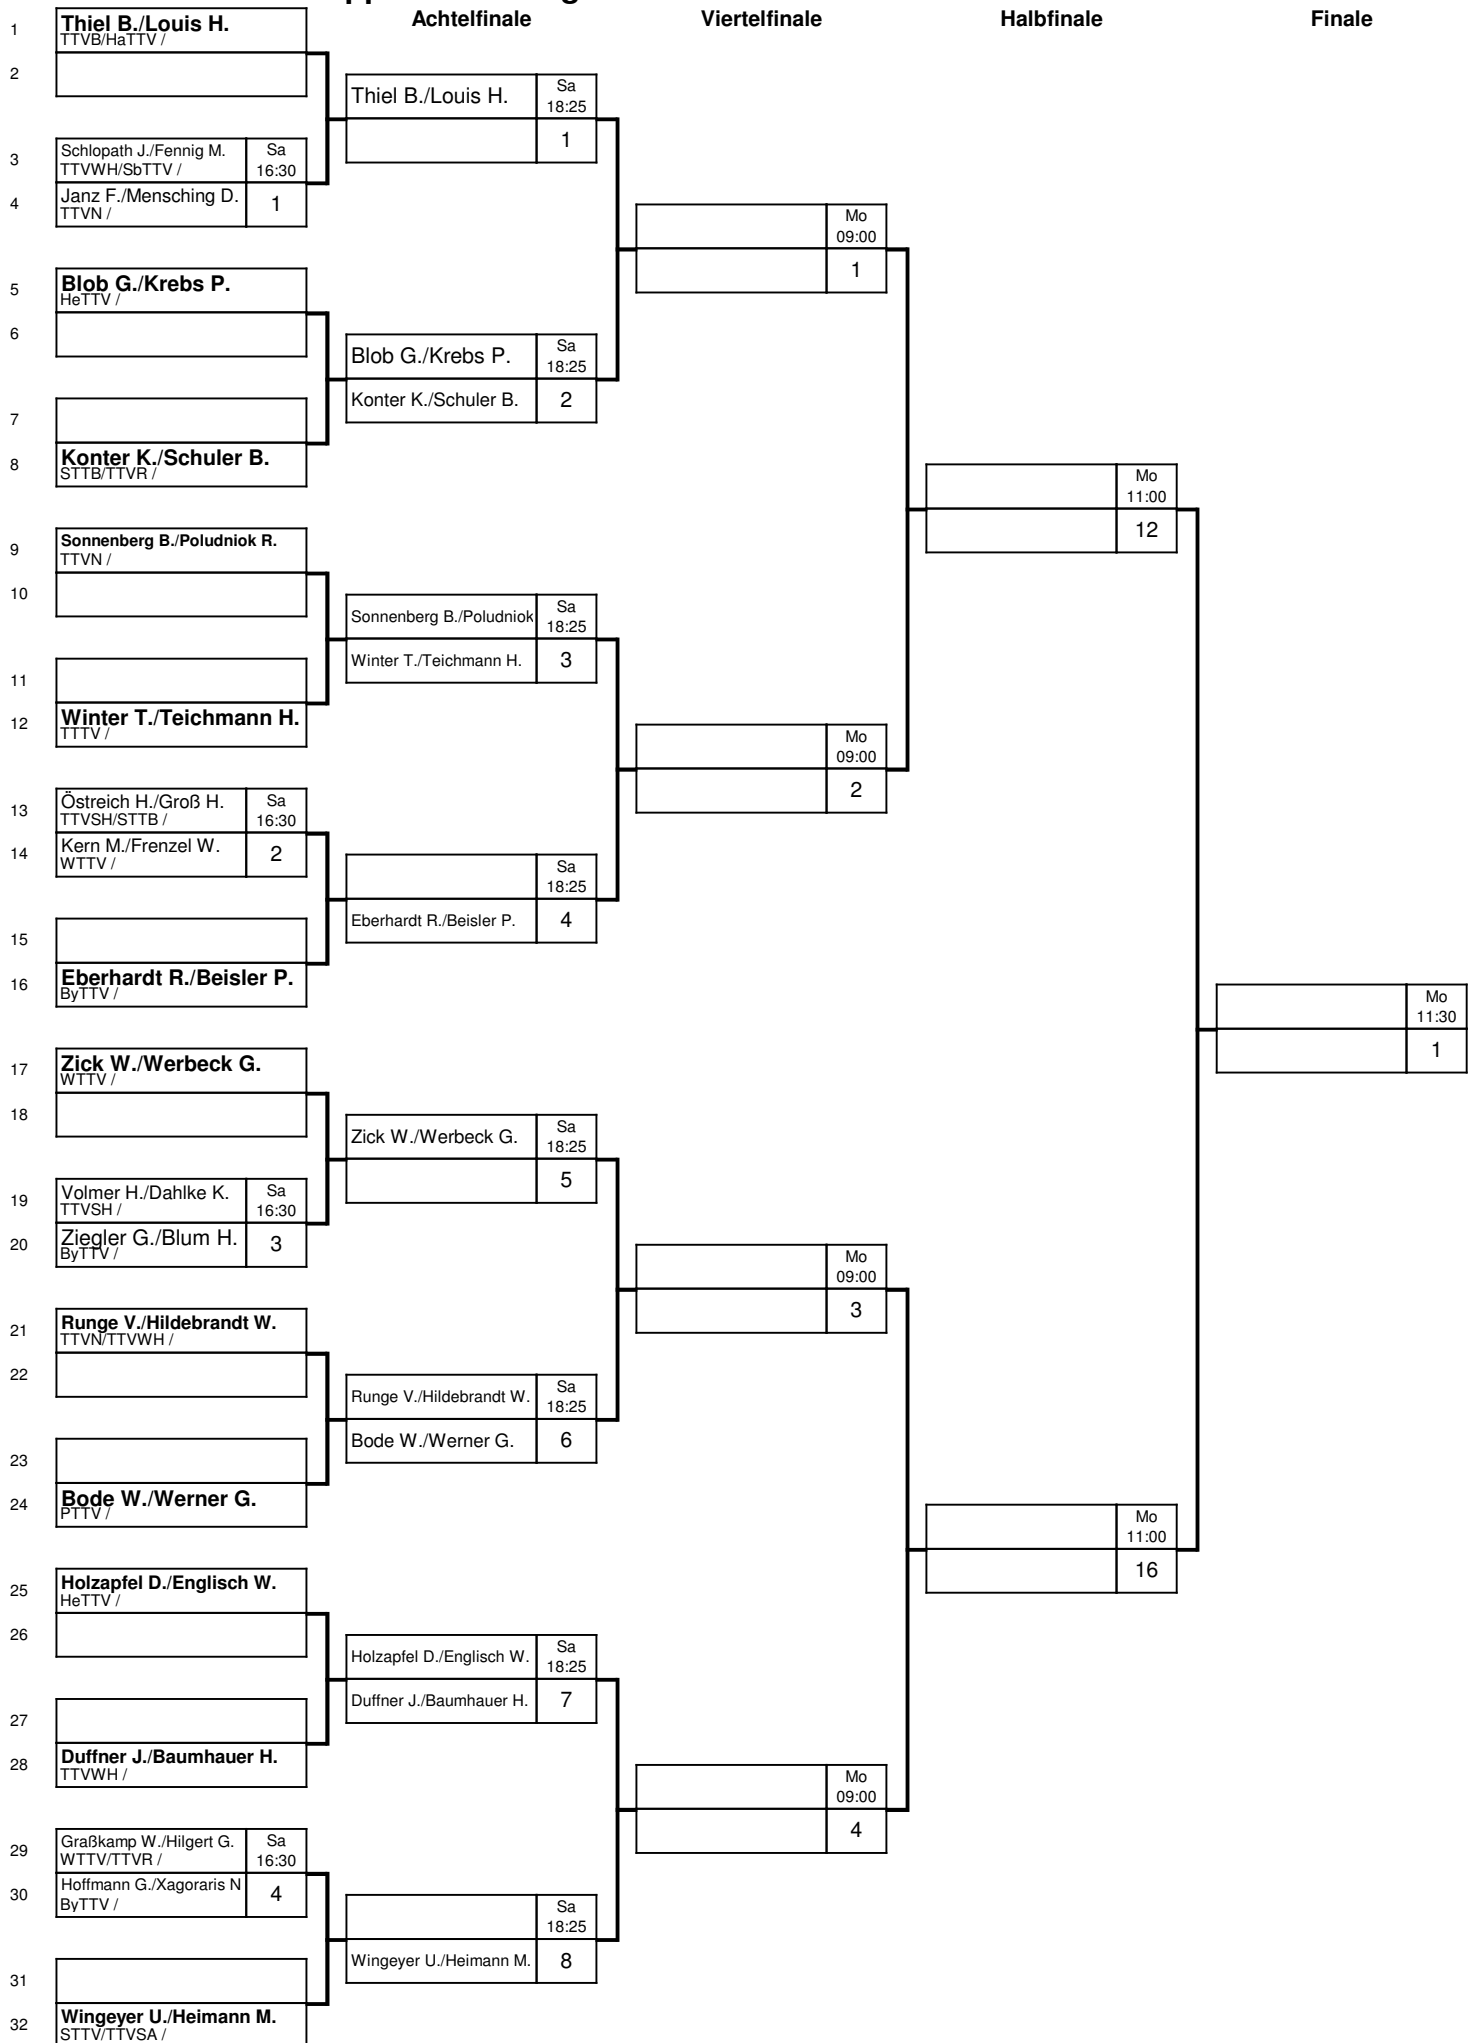 Achtelfinale
Viertelfinale
Halbfinale
Finale
1
Thiel B./Louis H.
TTVB/HaTTV /
2
Thiel B./Louis H.
Sa
18:25
1
3
Schlopath J./Fennig M.
TTVWH/SbTTV /
Sa
16:30
4
Janz F./Mensching D.
TTVN /
1
Mo
09:00
1
5
Blob G./Krebs P.
HeTTV /
6
Blob G./Krebs P.
Sa
18:25
Konter K./Schuler B.
2
7
8
Konter K./Schuler B.
STTB/TTVR /
Mo
11:00
12
9
Sonnenberg B./Poludniok R.
TTVN /
10
Sonnenberg B./Poludniok
Sa
18:25
Winter T./Teichmann H.
3
11
12
Winter T./Teichmann H.
TTTV /
Mo
09:00
2
13
Östreich H./Groß H.
TTVSH/STTB /
Sa
16:30
14
Kern M./Frenzel W.
WTTV /
2
Sa
18:25
Eberhardt R./Beisler P.
4
15
16
Eberhardt R./Beisler P.
ByTTV /
Mo
11:30
1
17
Zick W./Werbeck G.
WTTV /
18
Zick W./Werbeck G.
Sa
18:25
5
19
Volmer H./Dahlke K.
TTVSH /
Sa
16:30
20
Ziegler G./Blum H.
ByTTV /
3
Mo
09:00
3
21
Runge V./Hildebrandt W.
TTVN/TTVWH /
22
Runge V./Hildebrandt W.
Sa
18:25
Bode W./Werner G.
6
23
24
Bode W./Werner G.
PTTV /
Mo
11:00
16
25
Holzapfel D./Englisch W.
HeTTV /
26
Holzapfel D./Englisch W.
Sa
18:25
Duffner J./Baumhauer H.
7
27
28
Duffner J./Baumhauer H.
TTVWH /
Mo
09:00
4
29
Graßkamp W./Hilgert G.
WTTV/TTVR /
Sa
16:30
30
Hoffmann G./Xagoraris N
ByTTV /
4
Sa
18:25
Wingeyer U./Heimann M.
8
31
32
Wingeyer U./Heimann M.
STTV/TTVSA /